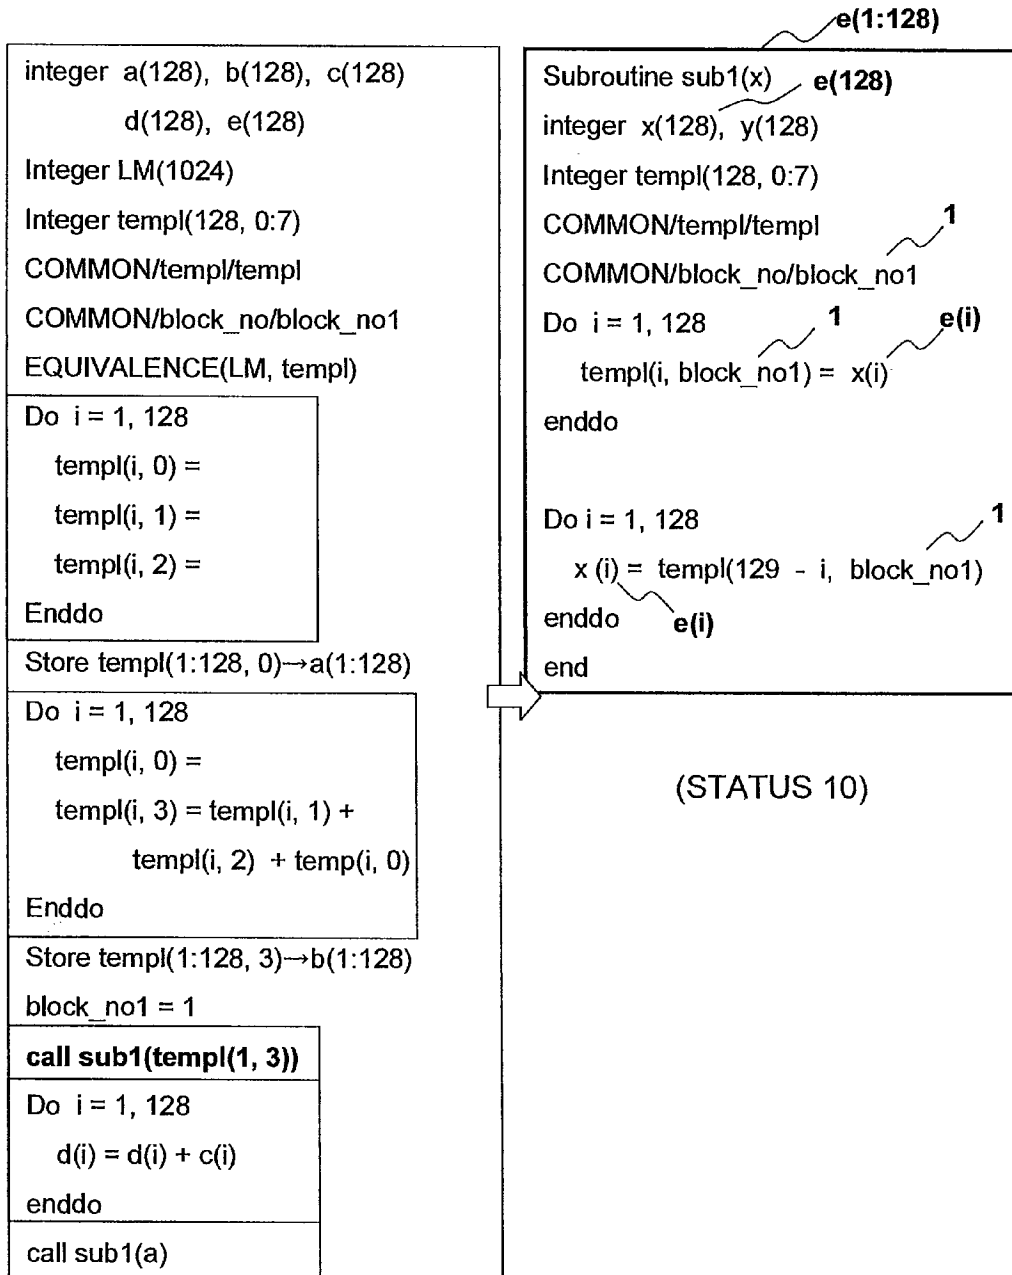 integer a(128), b(128), c(128)
d(128), e(128)
Integer LM(1024)
Integer templ(128, 0:7)
COMMON/templ/templ
COMMON/block_no/block_no1
EQUIVALENCE(LM, templ)
Do i = 1, 128
templ(i, 0) =
templ(i, 1) =
templ(i, 2) =
Enddo
Store templ(1:128, 0)→a(1:128)
Do i = 1, 128
templ(i, 0) =
templ(i, 3) = templ(i, 1) +
templ(i, 2) + temp(i, 0)
Enddo
Store templ(1:128, 3)→b(1:128)
block_no1 = 1
call sub1(templ(1, 3))
Do i = 1, 128
d(i) = d(i) + c(i)
enddo
call sub1(a)
e(1:128)
Subroutine sub1(x) e(128)
integer x(128), y(128)
Integer templ(128, 0:7)
COMMON/templ/templ
1
COMMON/block_no/block_no1
Do i = 1, 128 1 e(i)
templ(i, block_no1) = x(i)
enddo
Do i = 1, 128 1
x (i) = templ(129 - i, block_no1)
enddo e(i)
end
(STATUS 10)